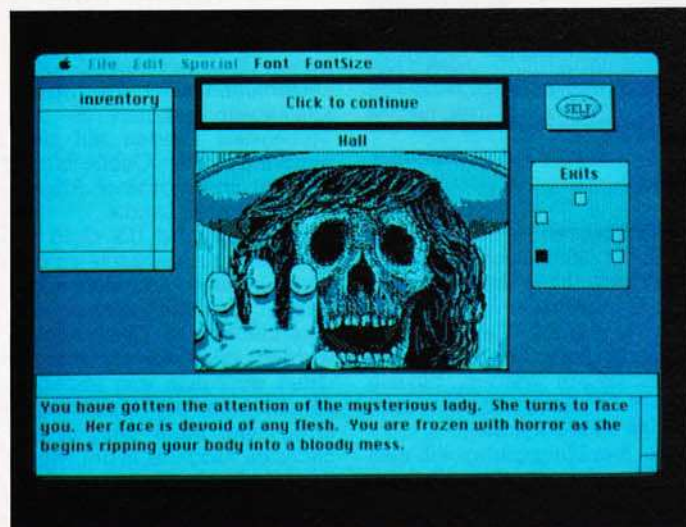 File Edit Special Font FontSize
inventory
Click to continue
SELF
Hall
Exits
You have gotten the attention of the mysterious lady. She turns to face
you. Her face is devoid of any flesh. You are frozen with horror as she
begins ripping your body into a bloody mess.